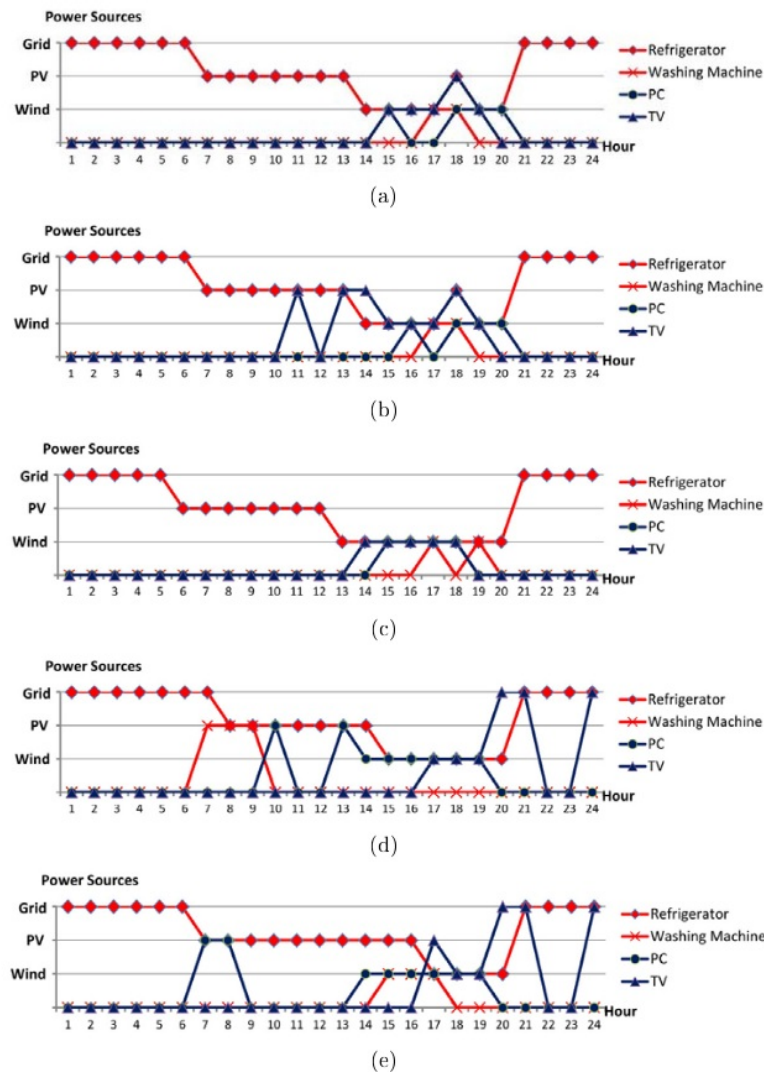 Power Sources
Grid
PV
Wind
1 2 3 4 5 6 7 8 9 10 11 12 13 14 15 16 17 18 19 20 21 22 23 24 Hour
Refrigerator
Washing Machine
PC
TV
(a)
Power Sources
Grid
PV
Wind
1 2 3 4 5 6 7 8 9 10 11 12 13 14 15 16 17 18 19 20 21 22 23 24 Hour
Refrigerator
Washing Machine
PC
TV
(b)
Power Sources
Grid
PV
Wind
1 2 3 4 5 6 7 8 9 10 11 12 13 14 15 16 17 18 19 20 21 22 23 24 Hour
Refrigerator
Washing Machine
PC
TV
(c)
Power Sources
Grid
PV
Wind
1 2 3 4 5 6 7 8 9 10 11 12 13 14 15 16 17 18 19 20 21 22 23 24 Hour
Refrigerator
Washing Machine
PC
TV
(d)
Power Sources
Grid
PV
Wind
1 2 3 4 5 6 7 8 9 10 11 12 13 14 15 16 17 18 19 20 21 22 23 24 Hour
Refrigerator
Washing Machine
PC
TV
(e)